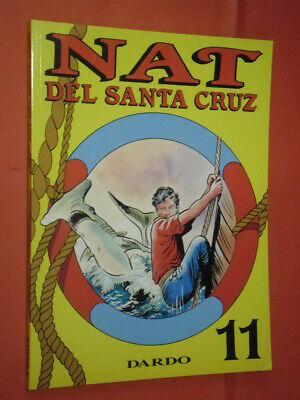 NAT
DEL SANTA CRUZ
11
DARDO